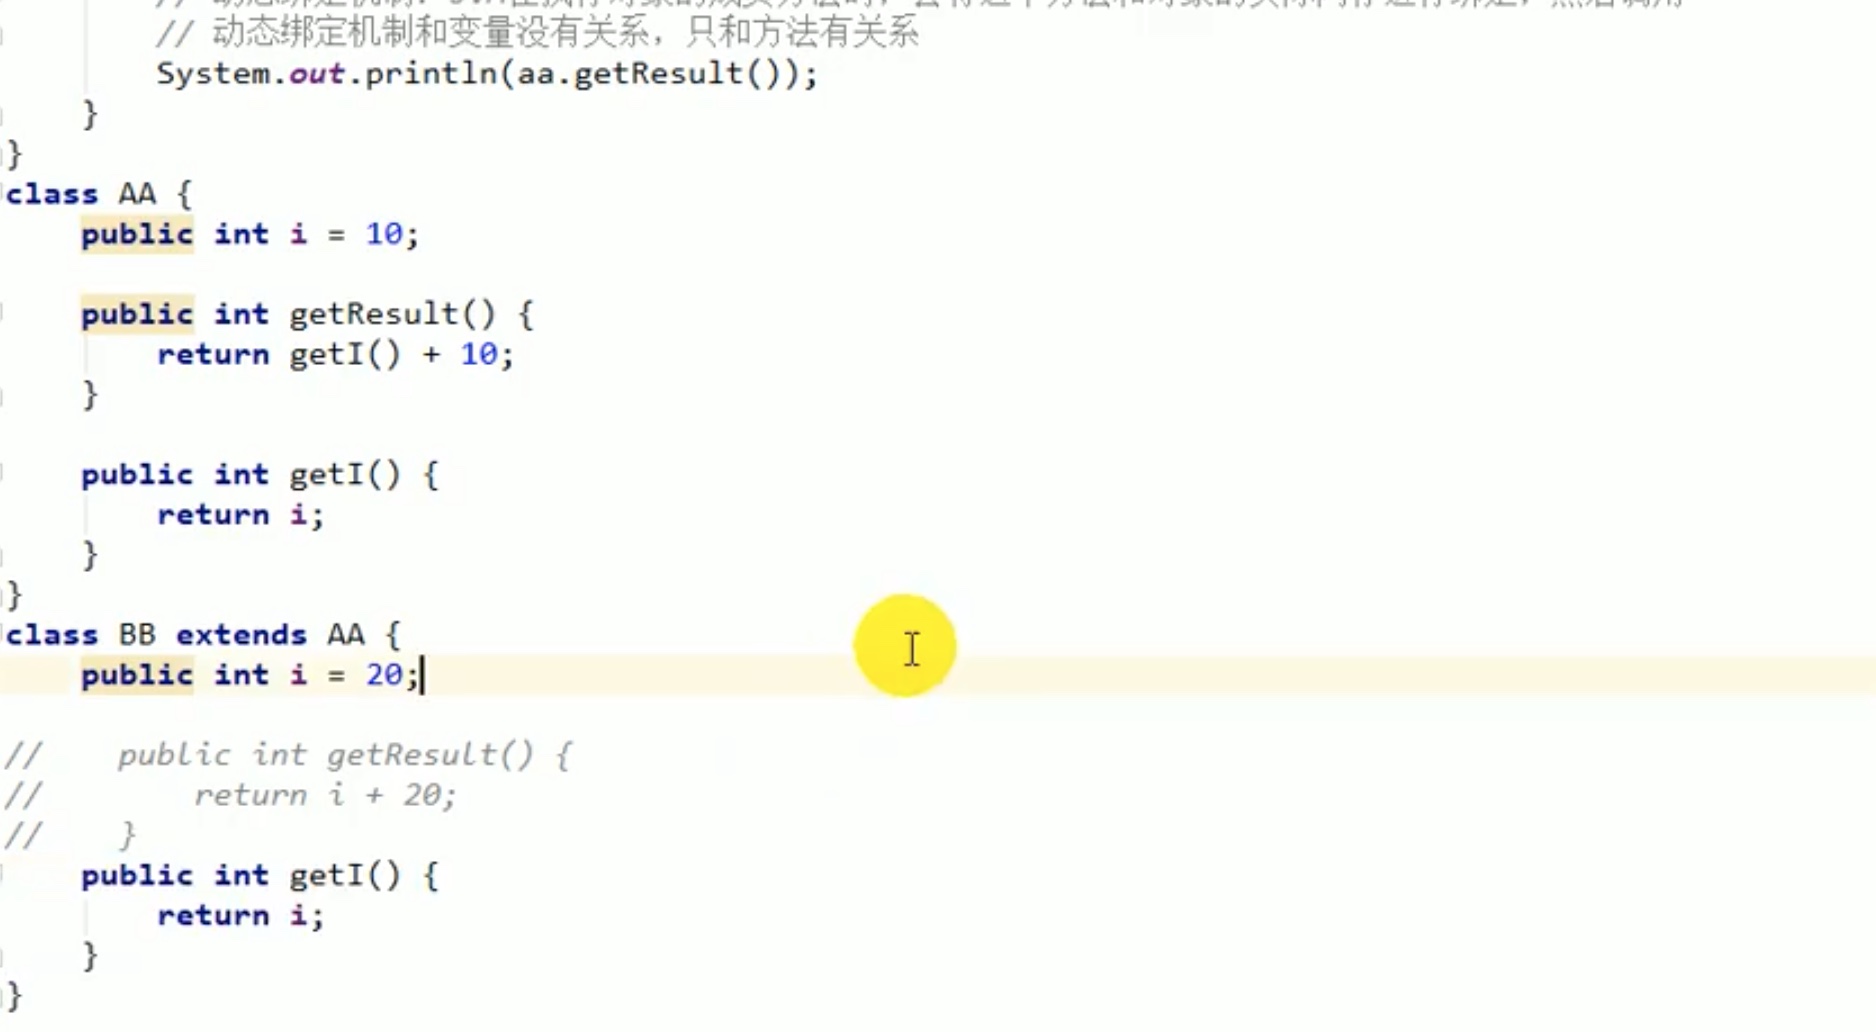 // 动态绑定机制和变量没有关系，只和方法有关系
System.out.println(aa.getResult());
}
}
class AA {
public int i = 10;
public int getResult() {
return getI() + 10;
}
public int getI() {
return i;
}
}
class BB extends AA {
public int i = 20;
// public int getResult() {
// return i + 20;
// }
public int getI() {
return i;
}
}